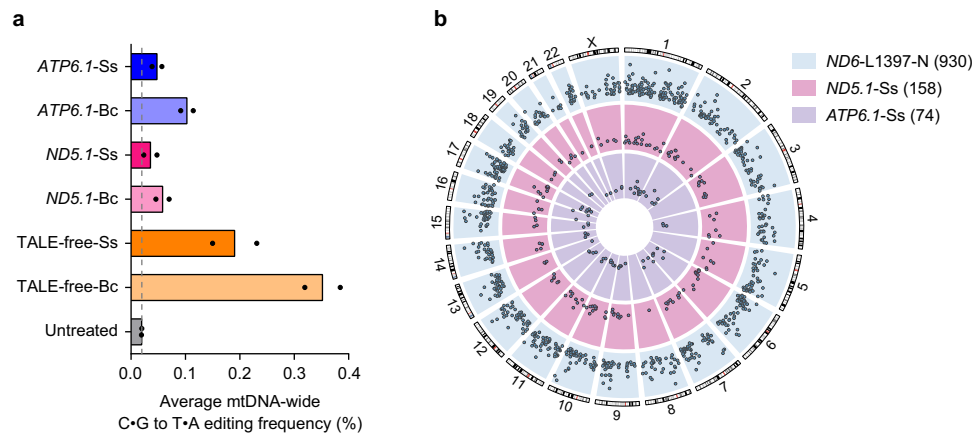 a
ATP6.1-Ss
ATP6.1-Bc
ND5.1-Ss
ND5.1-Bc
TALE-free-Ss
TALE-free-Bc
Untreated
0.0 0.1 0.2 0.3 0.4
Average mtDNA-wide
C•G to T•A editing frequency (%)
b
1
2
3
4
5
6
7
8
9
10
11
12
13
14
15
16
17
18
19
20
21
22
X
ND6-L1397-N (930)
ND5.1-Ss (158)
ATP6.1-Ss (74)